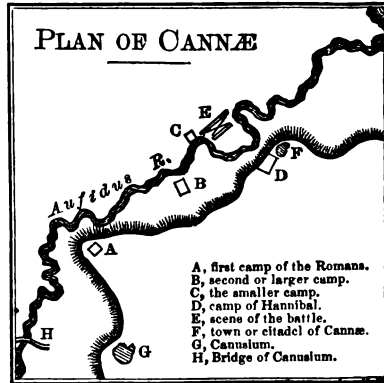 PLAN OF CANNÆ
E
C
F
Aufidus R.
B
D
A
A, first camp of the Romans.
B, second or larger camp.
C, the smaller camp.
D, camp of Hannibal.
E, scene of the battle.
F, town or citadel of Cannæ.
G, Canusium.
H, Bridge of Canusium.
H
G